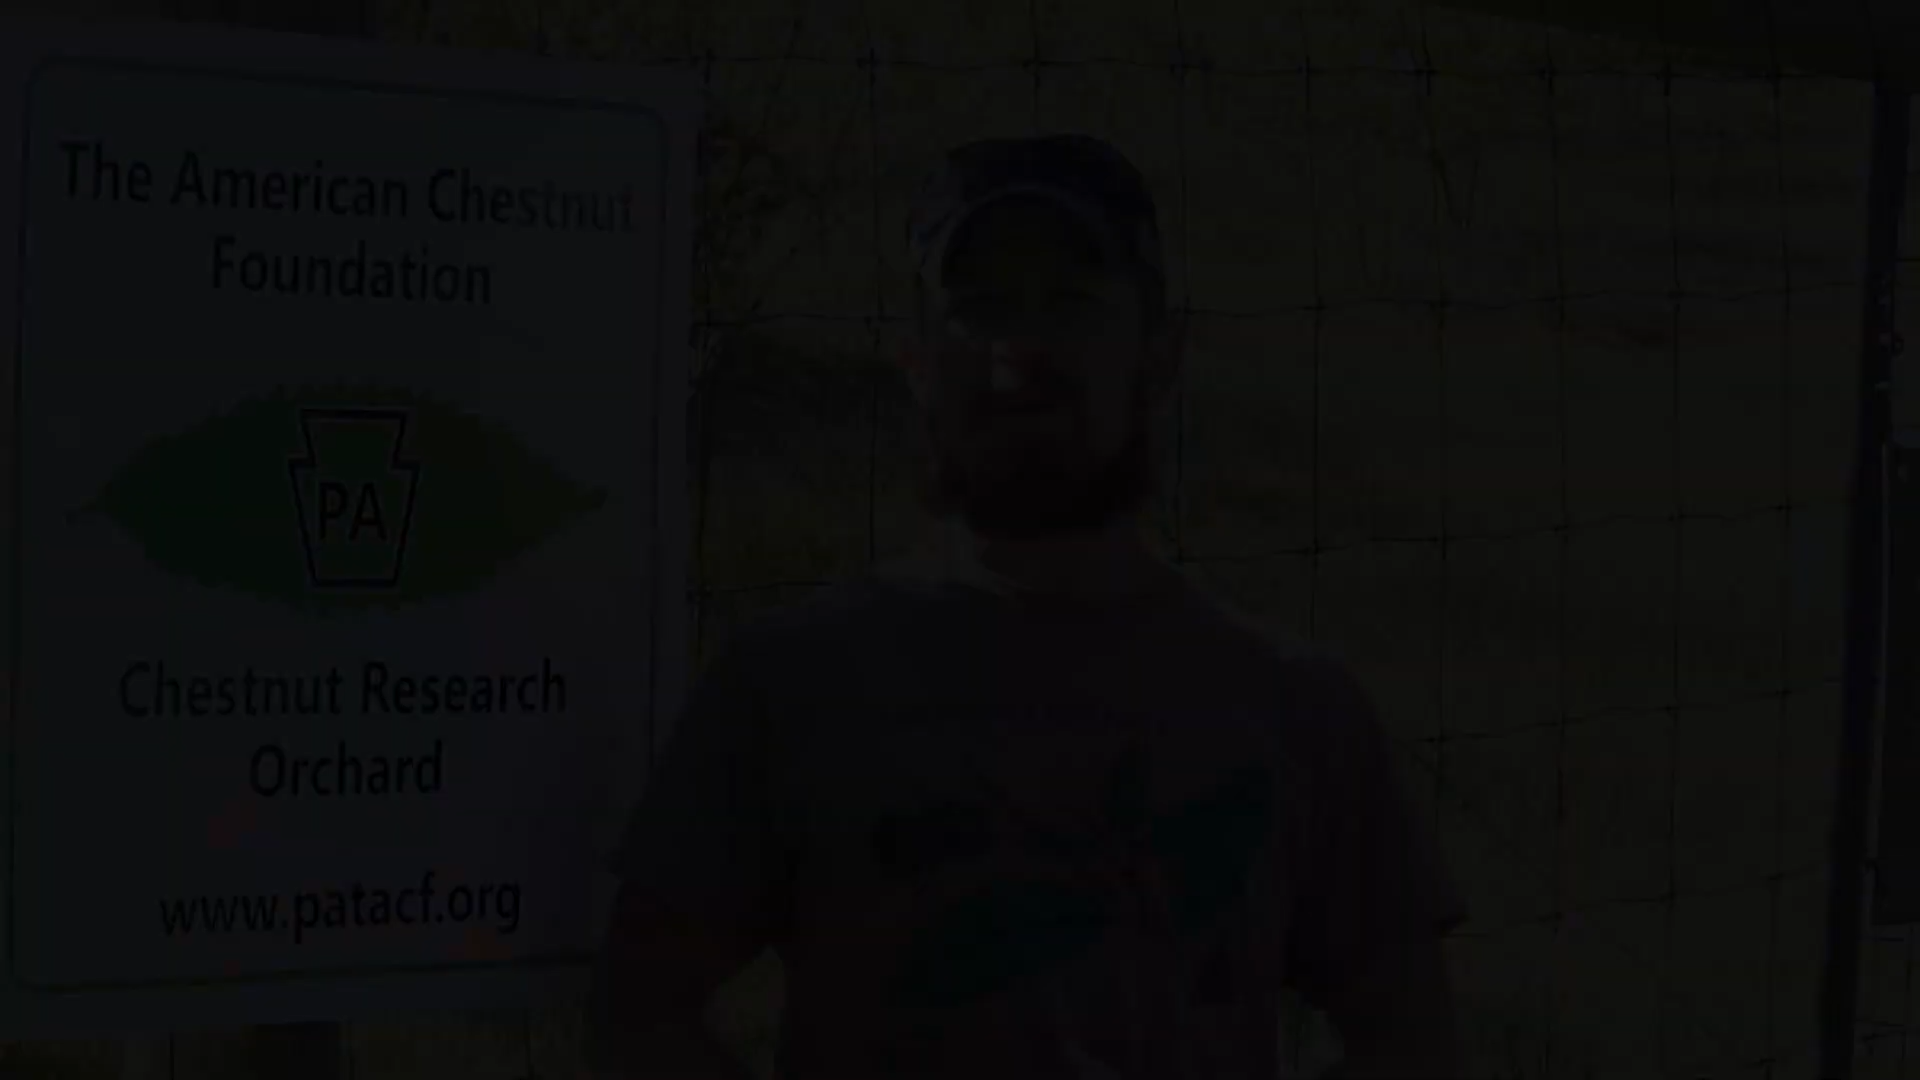 The American Chestnut
Foundation
PA
Chestnut Research
Orchard
www.patacf.org